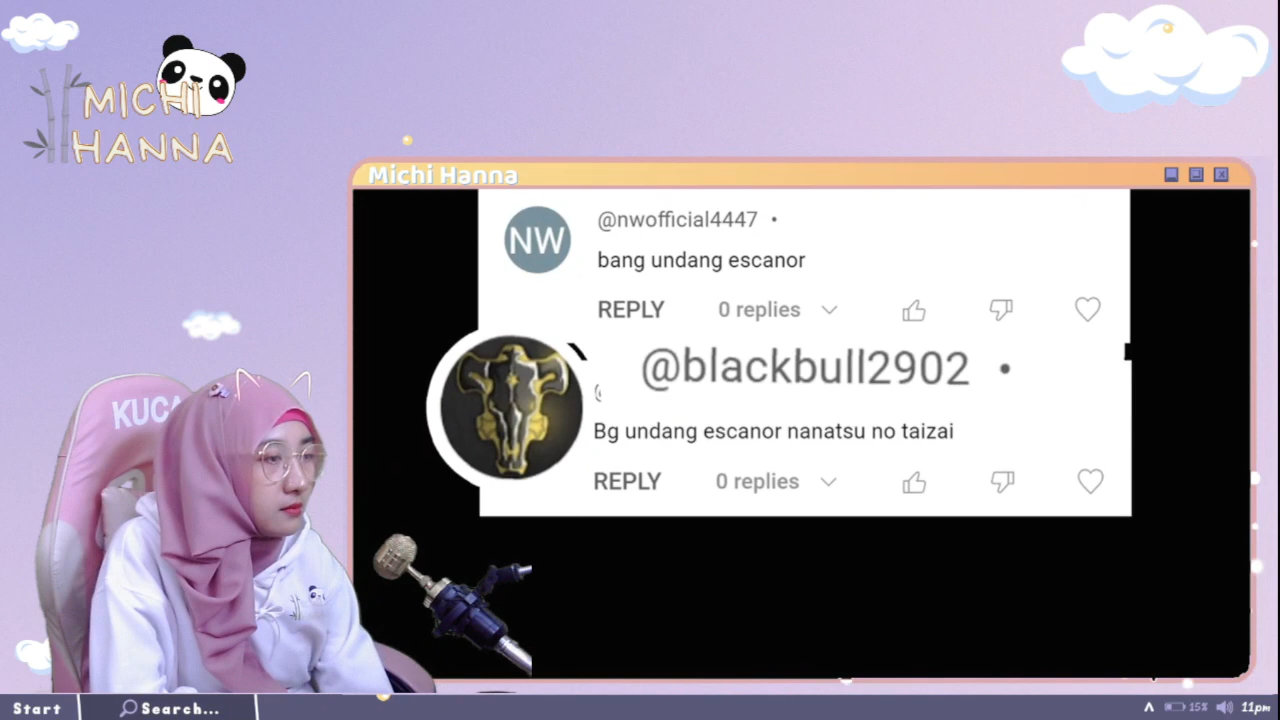 MICHI
HANNA
Michi Hanna
NW
@nwofficial4447 •
bang undang escanor
REPLY 0 replies
@blackbull2902 •
Bg undang escanor nanatsu no taizai
REPLY 0 replies
KUCA
Start Search... 15% 11pm